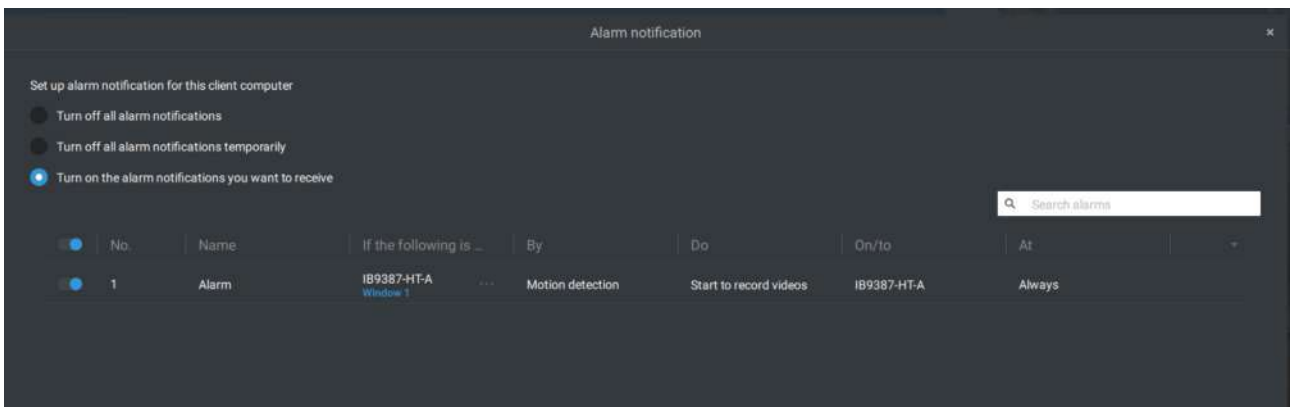 Alarm notification
Set up alarm notification for this client computer
Turn off all alarm notifications
Turn off all alarm notifications temporarily
Turn on the alarm notifications you want to receive
Search alarms
No. Name If the following is ... By Do On/to At
1 Alarm IB9387-HT-A ... Motion detection Start to record videos IB9387-HT-A Always
Window 1